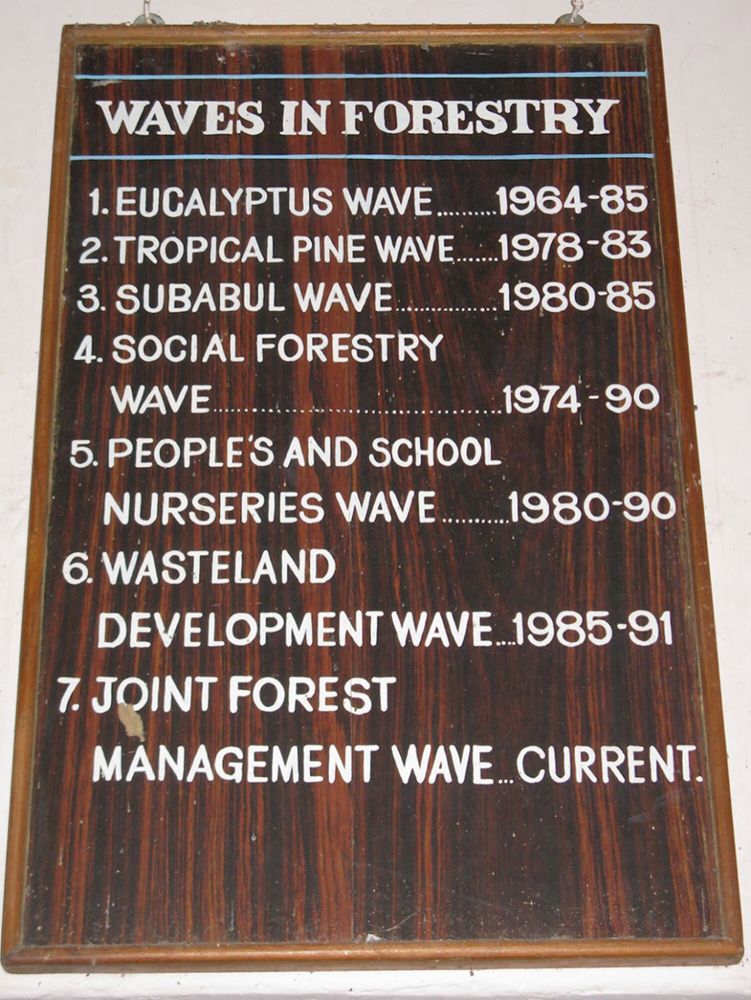 WAVES IN FORESTRY
1. EUCALYPTUS WAVE.........1964-85
2. TROPICAL PINE WAVE......1978-83
3. SUBABUL WAVE..............1980-85
4. SOCIAL FORESTRY
WAVE....................................1974-90
5. PEOPLE'S AND SCHOOL
NURSERIES WAVE..........1980-90
6. WASTELAND
DEVELOPMENT WAVE...1985-91
7. JOINT FOREST
MANAGEMENT WAVE...CURRENT.